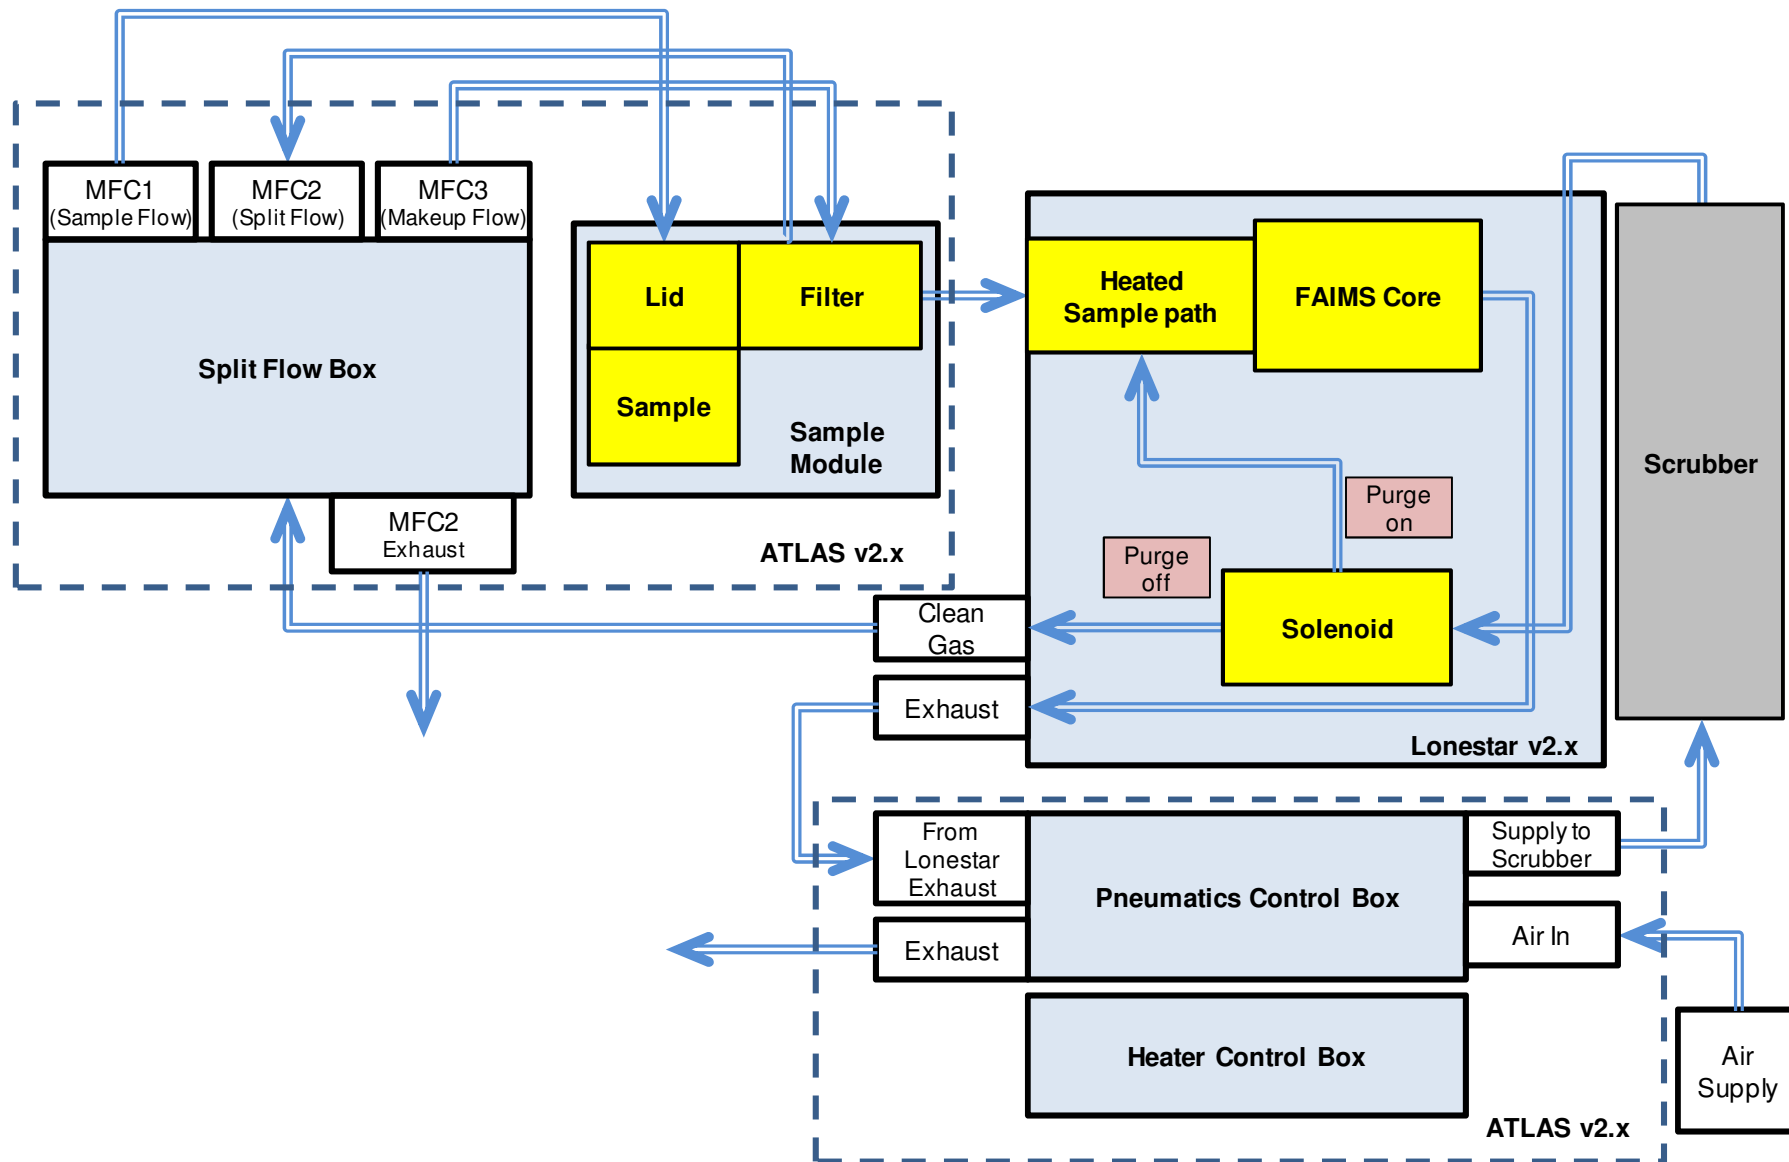 MFC1
(Sample Flow)
MFC2
(Split Flow)
MFC3
(Makeup Flow)
Split Flow Box
MFC2
Exhaust
Lid
Filter
Sample
Sample
Module
ATLAS v2.x
Heated
Sample path
FAIMS Core
Purge
on
Purge
off
Solenoid
Clean
Gas
Exhaust
Lonestar v2.x
Scrubber
From
Lonestar
Exhaust
Exhaust
Pneumatics Control Box
Supply to
Scrubber
Air In
Heater Control Box
Air
Supply
ATLAS v2.x